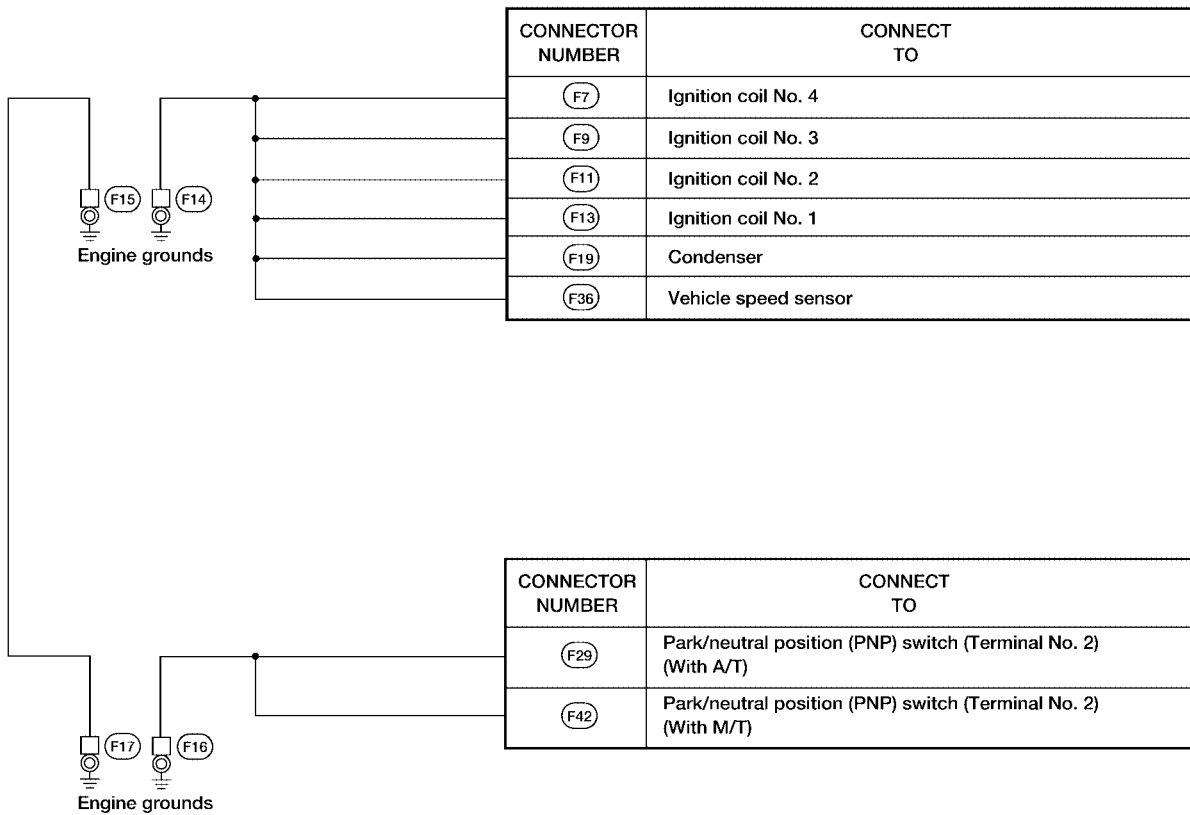 CONNECTOR NUMBER CONNECT TO
F7 Ignition coil No. 4
F9 Ignition coil No. 3
F11 Ignition coil No. 2
F13 Ignition coil No. 1
F19 Condenser
F36 Vehicle speed sensor
F15 F14
Engine grounds
CONNECTOR NUMBER CONNECT TO
F29 Park/neutral position (PNP) switch (Terminal No. 2)
(With A/T)
F42 Park/neutral position (PNP) switch (Terminal No. 2)
(With M/T)
F17 F16
Engine grounds